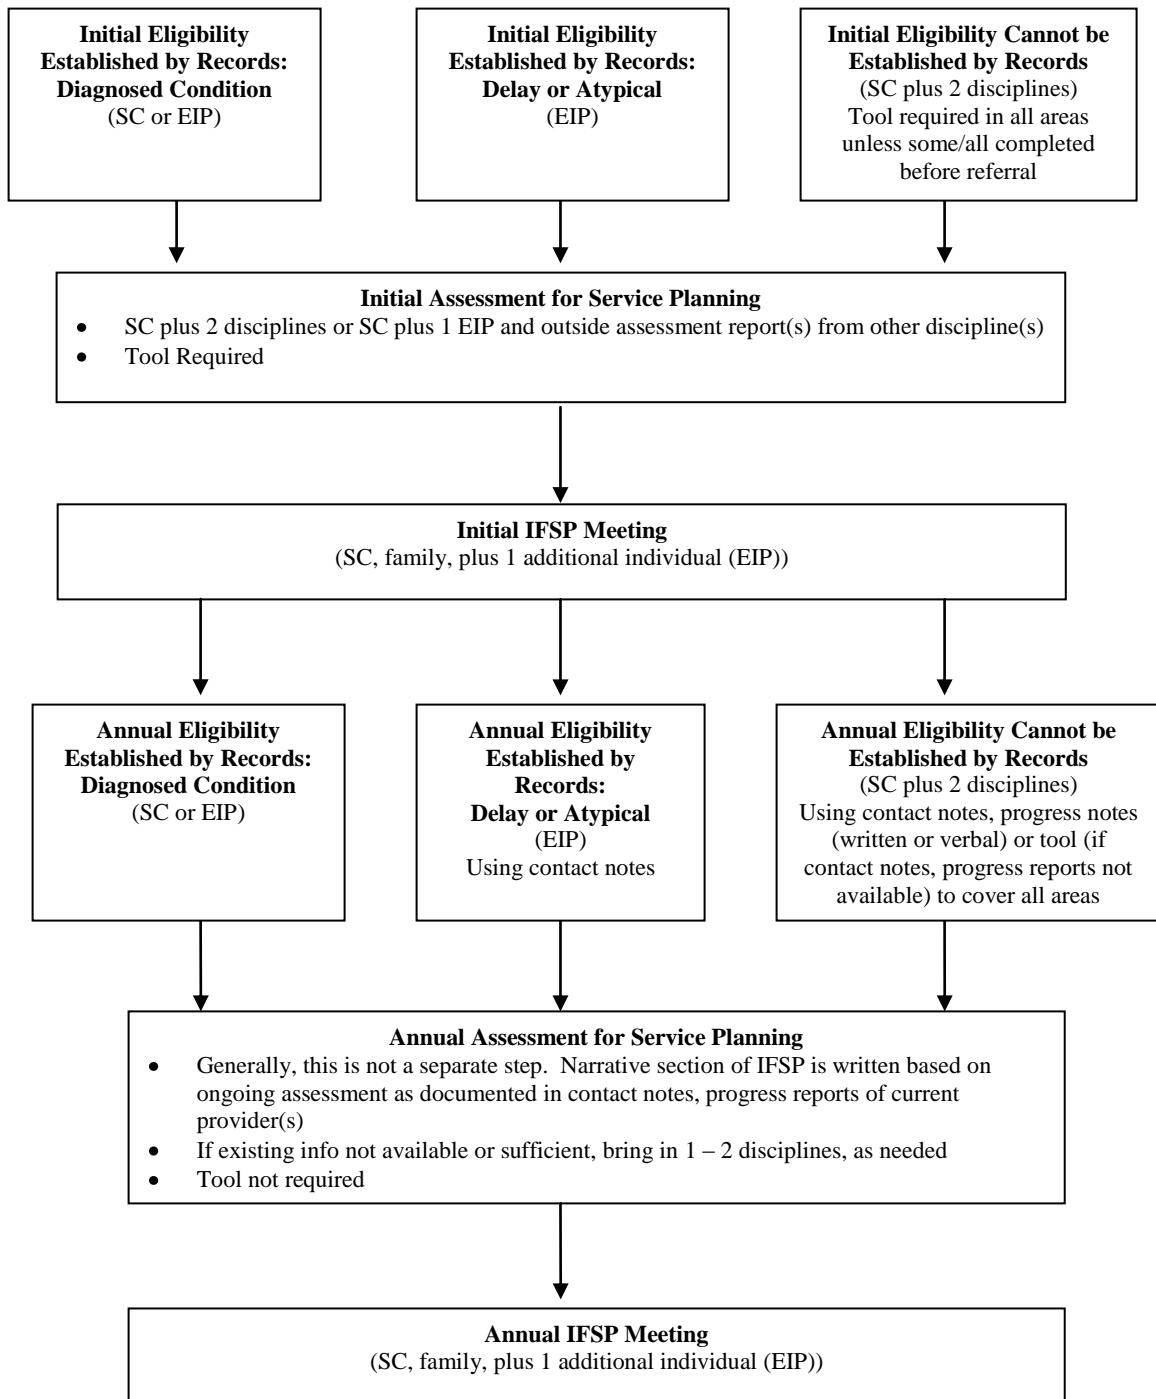 Initial Eligibility
Established by Records:
Diagnosed Condition
(SC or EIP)
Initial Eligibility
Established by Records:
Delay or Atypical
(EIP)
Initial Eligibility Cannot be
Established by Records
(SC plus 2 disciplines)
Tool required in all areas
unless some/all completed
before referral
Initial Assessment for Service Planning
• SC plus 2 disciplines or SC plus 1 EIP and outside assessment report(s) from other discipline(s)
• Tool Required
Initial IFSP Meeting
(SC, family, plus 1 additional individual (EIP))
Annual Eligibility
Established by Records:
Diagnosed Condition
(SC or EIP)
Annual Eligibility
Established by
Records:
Delay or Atypical
(EIP)
Using contact notes
Annual Eligibility Cannot be
Established by Records
(SC plus 2 disciplines)
Using contact notes, progress notes
(written or verbal) or tool (if
contact notes, progress reports not
available) to cover all areas
Annual Assessment for Service Planning
• Generally, this is not a separate step.  Narrative section of IFSP is written based on
ongoing assessment as documented in contact notes, progress reports of current
provider(s)
• If existing info not available or sufficient, bring in 1 – 2 disciplines, as needed
• Tool not required
Annual IFSP Meeting
(SC, family, plus 1 additional individual (EIP))